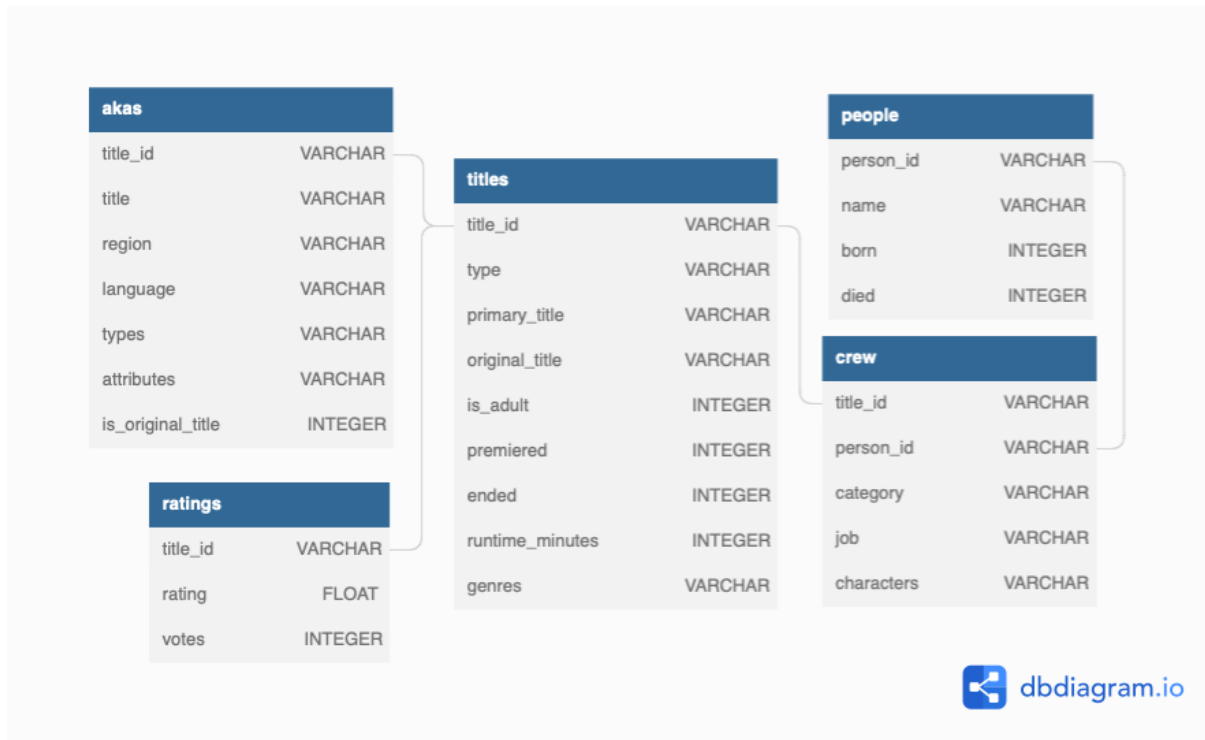 akas
title_id VARCHAR
title VARCHAR
region VARCHAR
language VARCHAR
types VARCHAR
attributes VARCHAR
is_original_title INTEGER
ratings
title_id VARCHAR
rating FLOAT
votes INTEGER
titles
title_id VARCHAR
type VARCHAR
primary_title VARCHAR
original_title VARCHAR
is_adult INTEGER
premiered INTEGER
ended INTEGER
runtime_minutes INTEGER
genres VARCHAR
people
person_id VARCHAR
name VARCHAR
born INTEGER
died INTEGER
crew
title_id VARCHAR
person_id VARCHAR
category VARCHAR
job VARCHAR
characters VARCHAR
dbdiagram.io